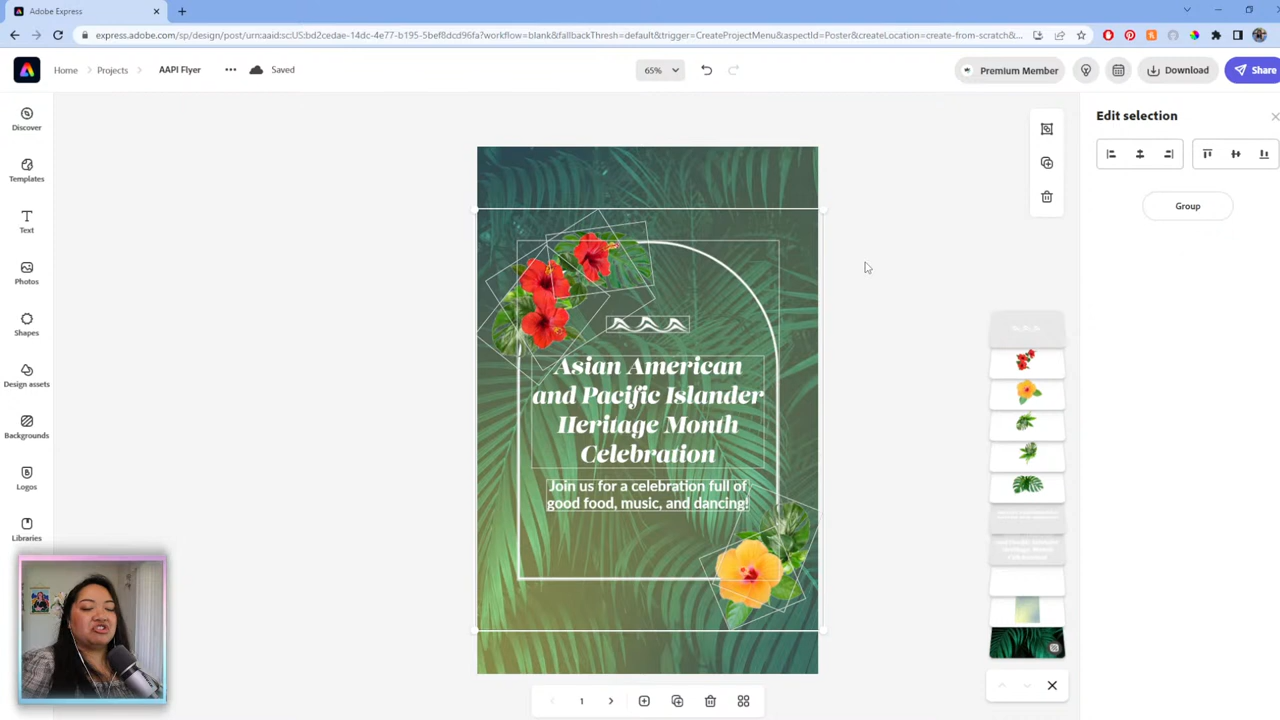 Adobe Express
express.adobe.com/sp/design/post/urn:aaid:sc:US:bd2cedae-14dc-4e77-b195-5bef8dcd96fa?workflow=blank&fallbackThresh=default&trigger=CreateProjectMenu&aspectId=Poster&createLocation=create-from-scratch&...
Home
Projects
AAPI Flyer
Saved
65%
Premium Member
Download
Share
Discover
Templates
Text
Photos
Shapes
Design assets
Backgrounds
Logos
Libraries
Asian American
and Pacific Islander
Heritage Month
Celebration
Join us for a celebration full of
good food, music, and dancing!
1
Edit selection
Group